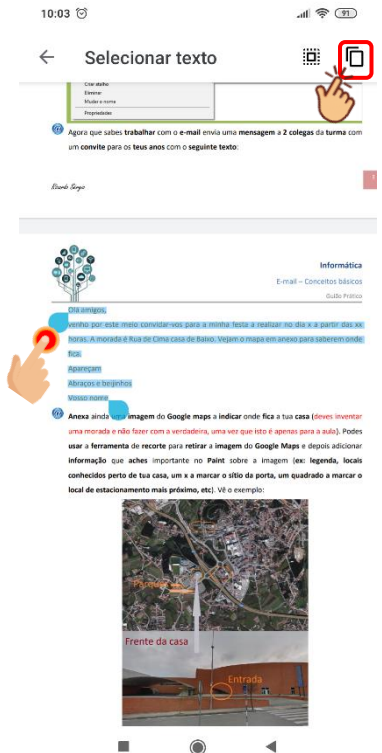 10:03
91
Selecionar texto
Criar atalho
Eliminar
Mudar o nome
Propriedades
@ Agora que sabes trabalhar com o e-mail envia uma mensagem a 2 colegas da turma com
um convite para os teus anos com o seguinte texto:
Ricardo Sérgio
1
Informática
E-mail – Conceitos básicos
Guião Prático
Olá amigos,
venho por este meio convidar-vos para a minha festa a realizar no dia x a partir das xx
horas. A morada é Rua de Cima casa de Baixo. Vejam o mapa em anexo para saberem onde
fica.
Apareçam
Abraços e beijinhos
Vosso nome
@ Anexa ainda uma imagem do Google maps a indicar onde fica a tua casa (deves inventar
uma morada e não fazer com a verdadeira, uma vez que isto é apenas para a aula). Podes
usar a ferramenta de recorte para retirar a imagem do Google Maps e depois adicionar
informação que aches importante no Paint sobre a imagem (ex: legenda, locais
conhecidos perto de tua casa, um x a marcar o sítio da porta, um quadrado a marcar o
local de estacionamento mais próximo, etc). Vê o exemplo:
Frente da casa
Entrada